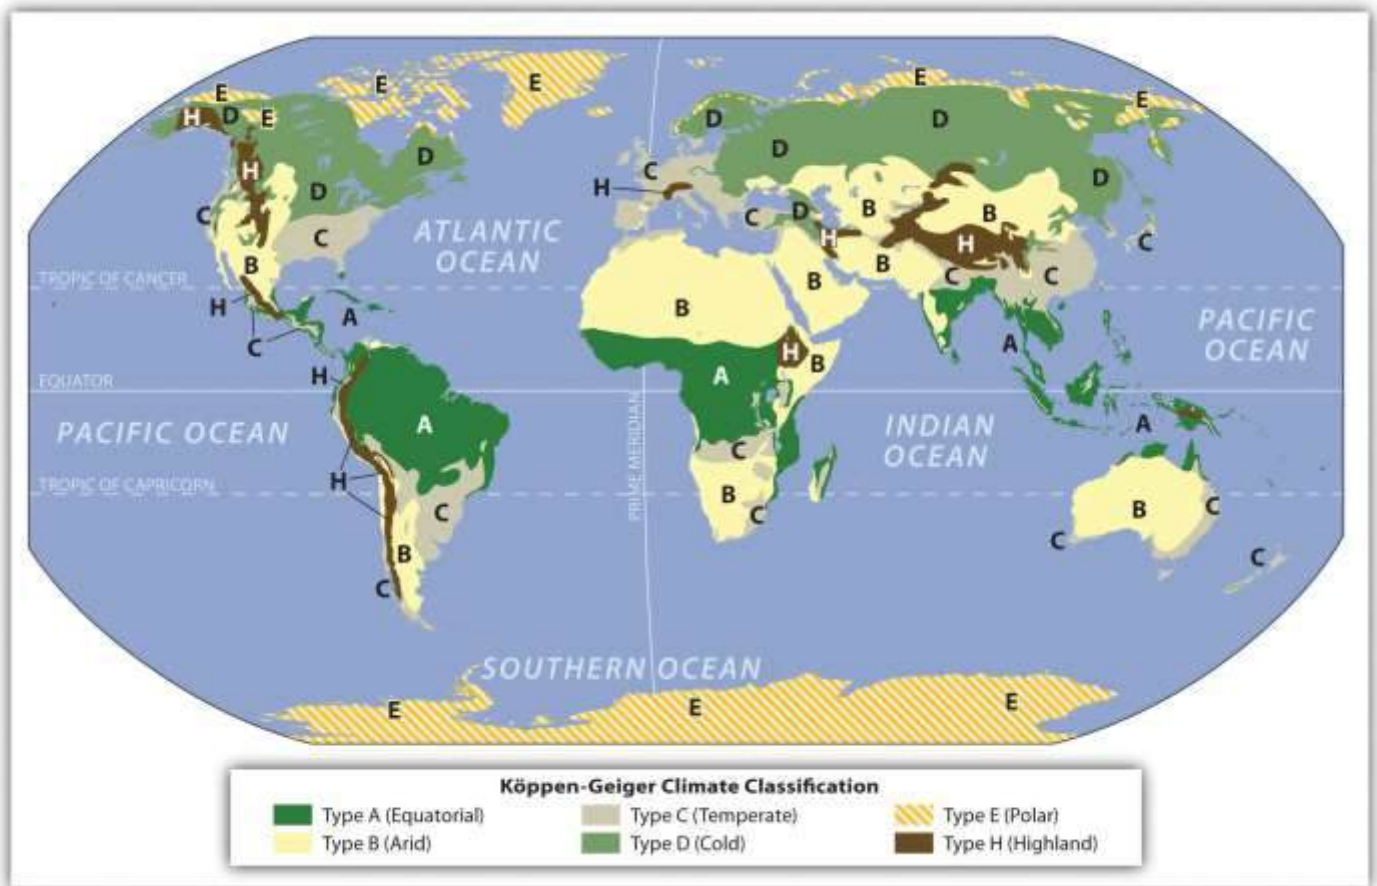 E
E
E
E
E
H
D
E
D
D
D
H
D
D
C
H
D
C
B
D
B
C
C
ATLANTIC
OCEAN
C
H
H
C
B
B
B
C
C
TROPIC OF CANCER
H
B
A
C
A
PACIFIC
OCEAN
H
B
H
EQUATOR
A
PACIFIC OCEAN
A
INDIAN
OCEAN
A
PRIME MERIDIAN
C
H
TROPIC OF CAPRICORN
B
C
C
B
C
B
C
C
C
SOUTHERN OCEAN
E
E
E
Köppen-Geiger Climate Classification
Type A (Equatorial)
Type C (Temperate)
Type E (Polar)
Type B (Arid)
Type D (Cold)
Type H (Highland)